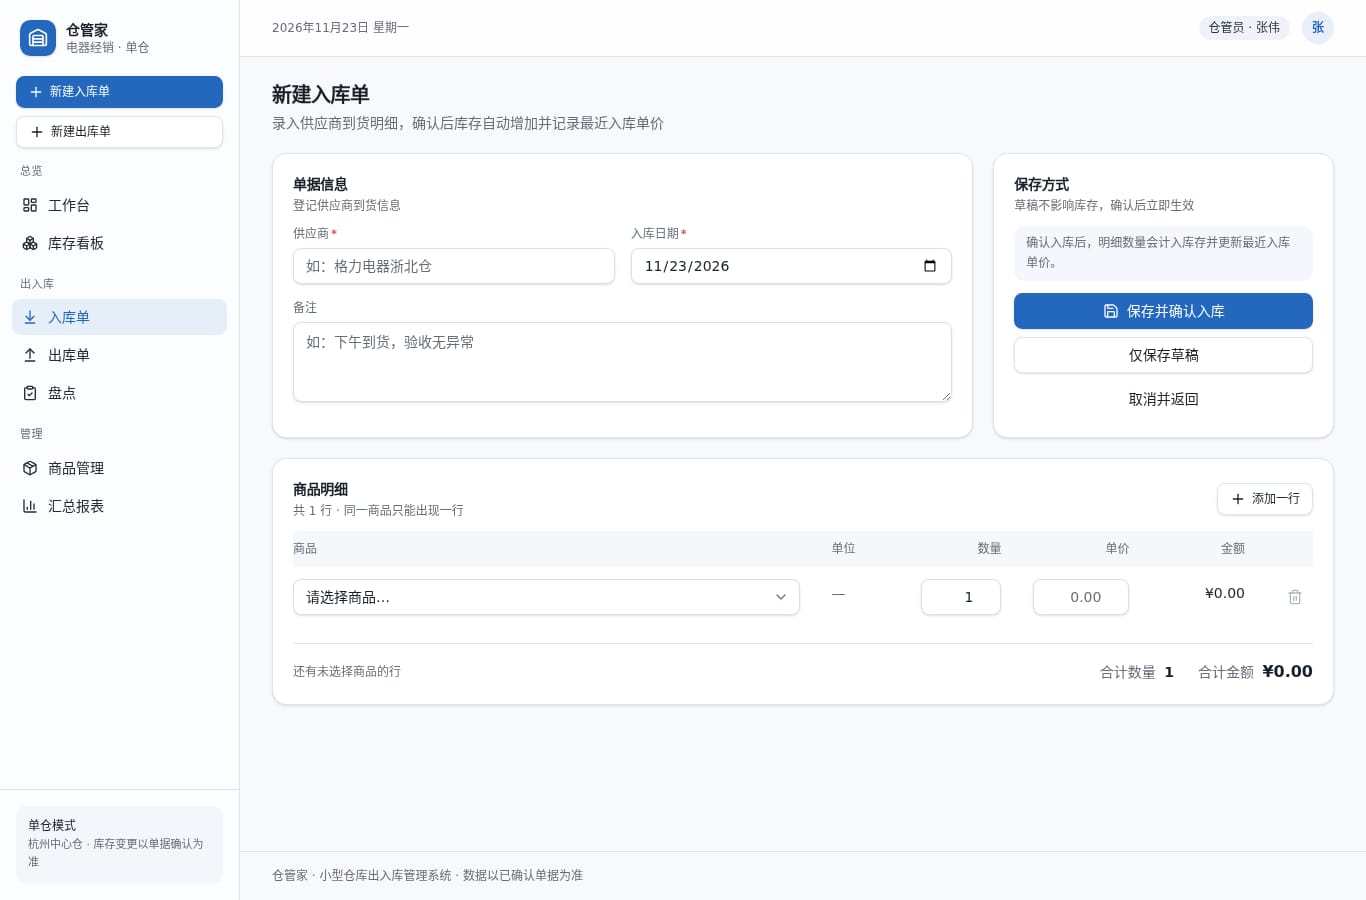 仓管家
电器经销 · 单仓
新建入库单
新建出库单
总览
工作台
库存看板
出入库
入库单
出库单
盘点
管理
商品管理
汇总报表
单仓模式
杭州中心仓 · 库存变更以单据确认为
准
2026年11月23日 星期一
仓管员 · 张伟
张
新建入库单
录入供应商到货明细，确认后库存自动增加并记录最近入库单价
单据信息
登记供应商到货信息
供应商*
入库日期*
如：格力电器浙北仓
11/23/2026
备注
如：下午到货，验收无异常
保存方式
草稿不影响库存，确认后立即生效
确认入库后，明细数量会计入库存并更新最近入库
单价。
保存并确认入库
仅保存草稿
取消并返回
商品明细
共 1 行 · 同一商品只能出现一行
添加一行
商品 单位 数量 单价 金额
请选择商品… — 1 0.00 ¥0.00
还有未选择商品的行
合计数量 1 合计金额 ¥0.00
仓管家 · 小型仓库出入库管理系统 · 数据以已确认单据为准